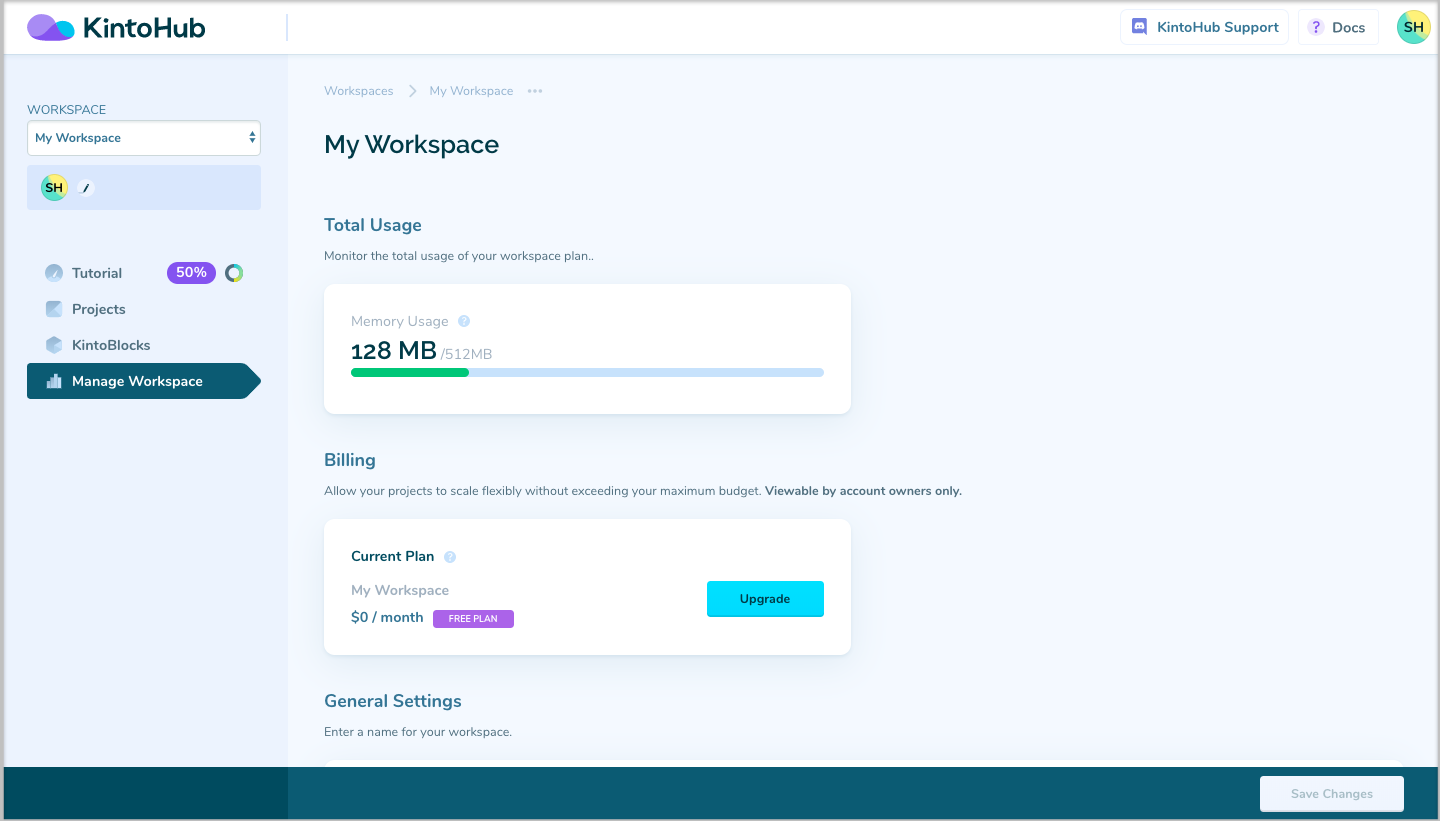 KintoHub
KintoHub Support
? Docs
SH
WORKSPACE
My Workspace
SH
Tutorial 50%
Projects
KintoBlocks
Manage Workspace
Workspaces > My Workspace •••
My Workspace
Total Usage
Monitor the total usage of your workspace plan..
Memory Usage ?
128 MB /512MB
Billing
Allow your projects to scale flexibly without exceeding your maximum budget. Viewable by account owners only.
Current Plan ?
My Workspace
$0 / month FREE PLAN
Upgrade
General Settings
Enter a name for your workspace.
Save Changes